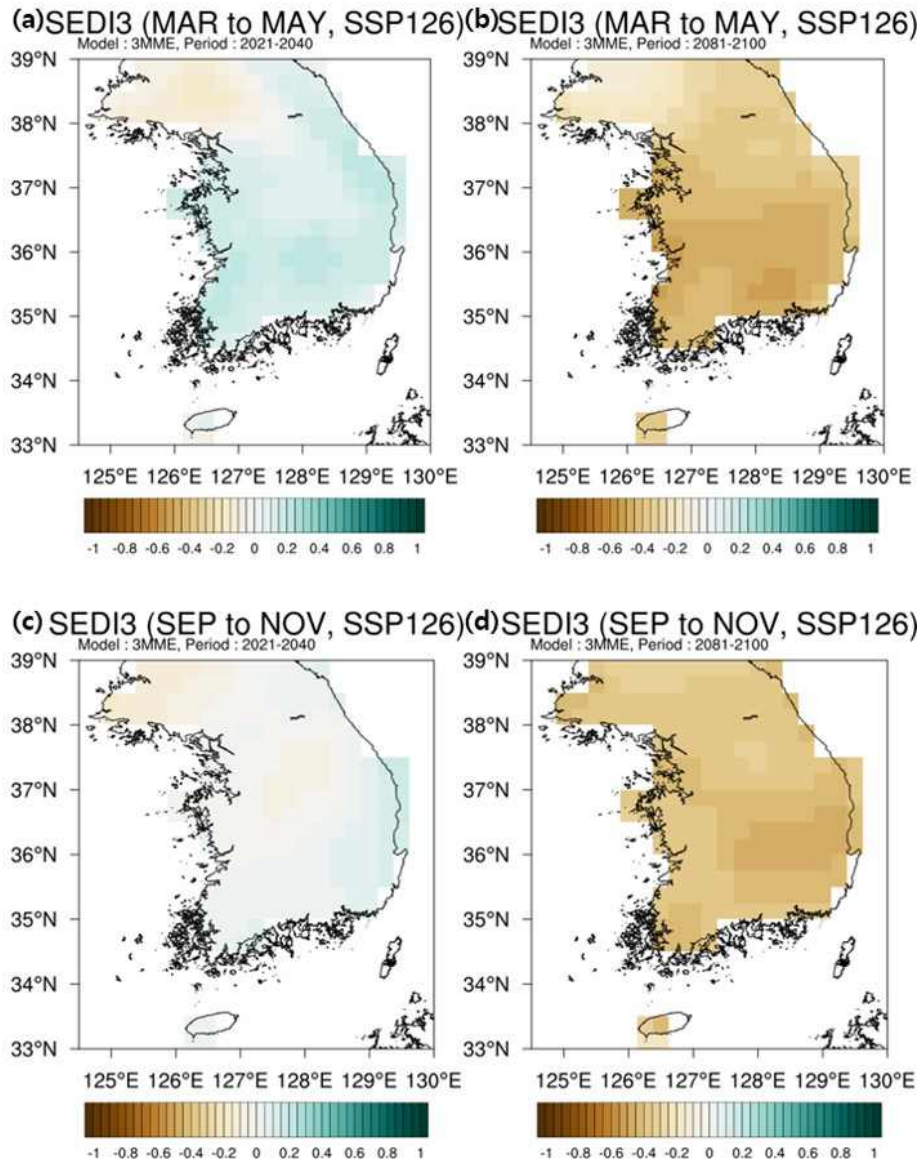 (a) SEDI3 (MAR to MAY, SSP126)
Model : 3MME, Period : 2021-2040
39°N
38°N
37°N
36°N
35°N
34°N
33°N
125°E 126°E 127°E 128°E 129°E 130°E
-1 -0.8 -0.6 -0.4 -0.2 0 0.2 0.4 0.6 0.8 1
(b) SEDI3 (MAR to MAY, SSP126)
Model : 3MME, Period : 2081-2100
39°N
38°N
37°N
36°N
35°N
34°N
33°N
125°E 126°E 127°E 128°E 129°E 130°E
-1 -0.8 -0.6 -0.4 -0.2 0 0.2 0.4 0.6 0.8 1
(c) SEDI3 (SEP to NOV, SSP126)
Model : 3MME, Period : 2021-2040
39°N
38°N
37°N
36°N
35°N
34°N
33°N
125°E 126°E 127°E 128°E 129°E 130°E
-1 -0.8 -0.6 -0.4 -0.2 0 0.2 0.4 0.6 0.8 1
(d) SEDI3 (SEP to NOV, SSP126)
Model : 3MME, Period : 2081-2100
39°N
38°N
37°N
36°N
35°N
34°N
33°N
125°E 126°E 127°E 128°E 129°E 130°E
-1 -0.8 -0.6 -0.4 -0.2 0 0.2 0.4 0.6 0.8 1